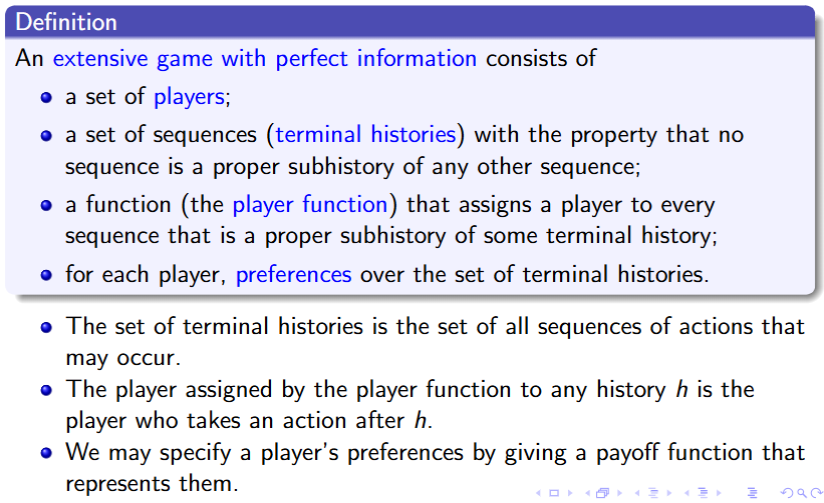 Definition
An extensive game with perfect information consists of
a set of players;
a set of sequences (terminal histories) with the property that no
sequence is a proper subhistory of any other sequence;
a function (the player function) that assigns a player to every
sequence that is a proper subhistory of some terminal history;
for each player, preferences over the set of terminal histories.
The set of terminal histories is the set of all sequences of actions that
may occur.
The player assigned by the player function to any history h is the
player who takes an action after h.
We may specify a player's preferences by giving a payoff function that
represents them.